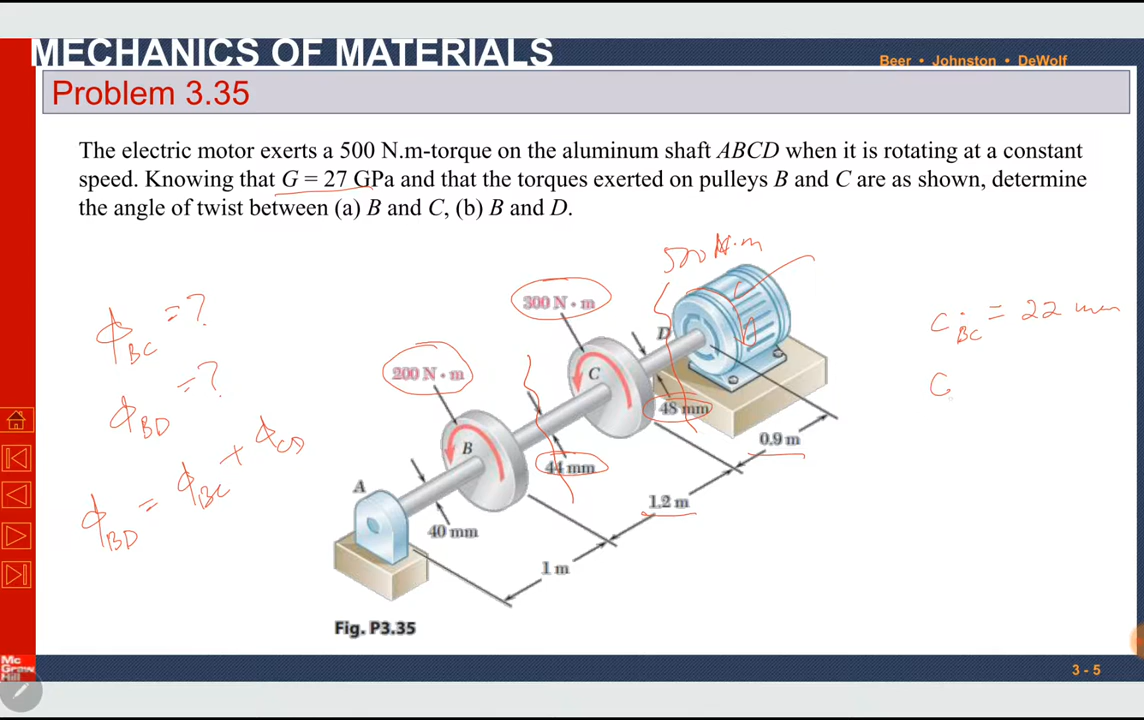 MECHANICS OF MATERIALS
Beer • Johnston • DeWolf
Problem 3.35
The electric motor exerts a 500 N.m-torque on the aluminum shaft ABCD when it is rotating at a constant
speed. Knowing that G = 27 GPa and that the torques exerted on pulleys B and C are as shown, determine
the angle of twist between (a) B and C, (b) B and D.
500 N·m
300 N • m
200 N • m
ϕBC = ?
ϕBD = ?
ϕBD = ϕBC + ϕCD
CBC = 22 mm
C
D
C
B
A
48 mm
44 mm
40 mm
0.9 m
1.2 m
1 m
Fig. P3.35
Mc
Graw
Hill
3 - 5